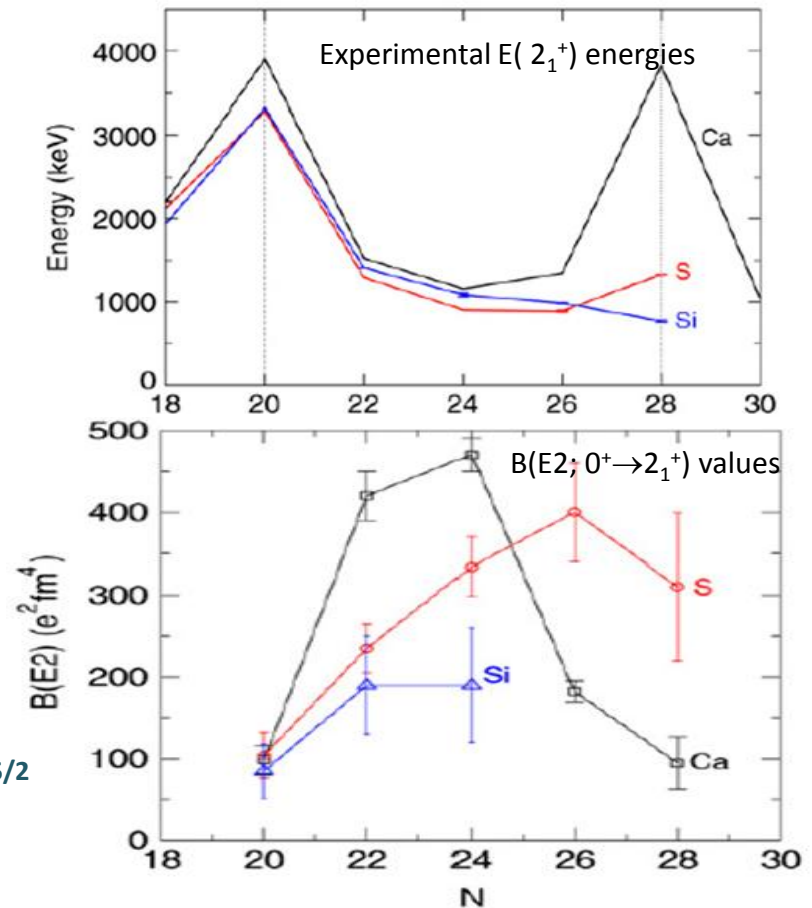 Experimental E( 2₁⁺) energies
Energy (keV)
4000
3000
2000
1000
0
Ca
S
Si
18 20 22 24 26 28 30
B(E2; 0⁺→2₁⁺) values
B(E2) (e²fm⁴)
500
400
300
200
100
0
S
Si
Ca
5/2
18 20 22 24 26 28 30
N